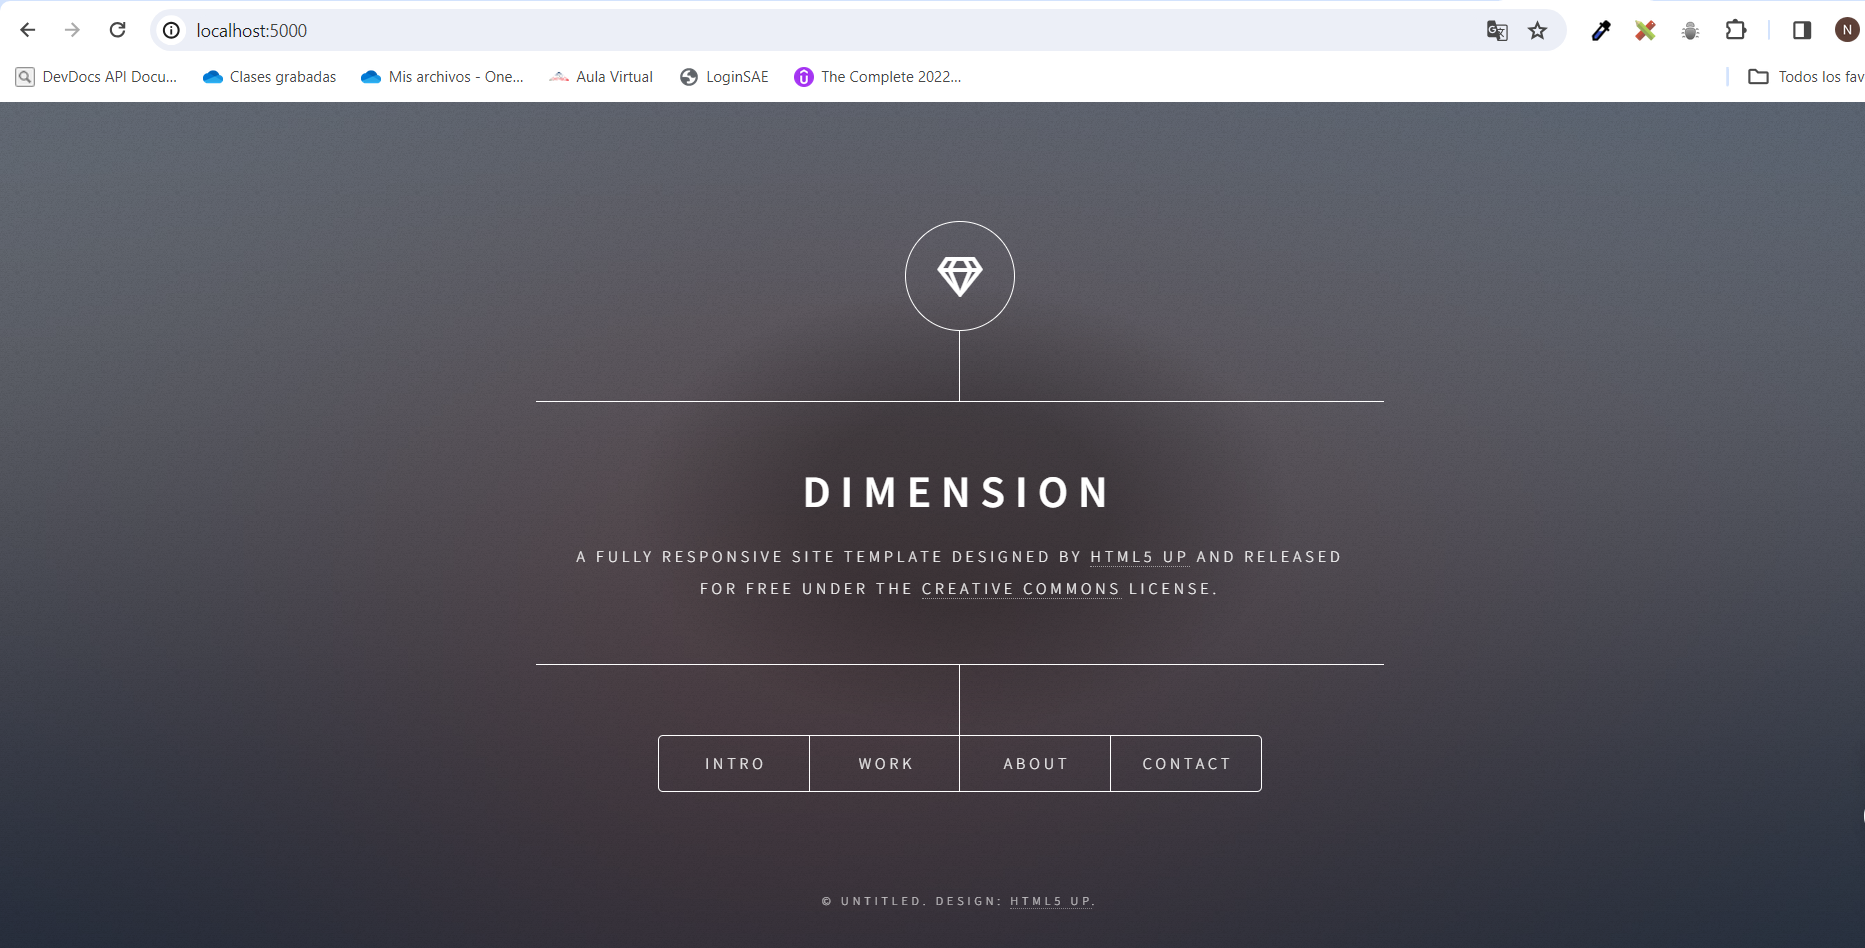 localhost:5000
N
DevDocs API Docu...
Clases grabadas
Mis archivos - One...
Aula Virtual
LoginSAE
The Complete 2022...
Todos los fav
DIMENSION
A FULLY RESPONSIVE SITE TEMPLATE DESIGNED BY HTML5 UP AND RELEASED
FOR FREE UNDER THE CREATIVE COMMONS LICENSE.
INTRO
WORK
ABOUT
CONTACT
© UNTITLED. DESIGN: HTML5 UP.